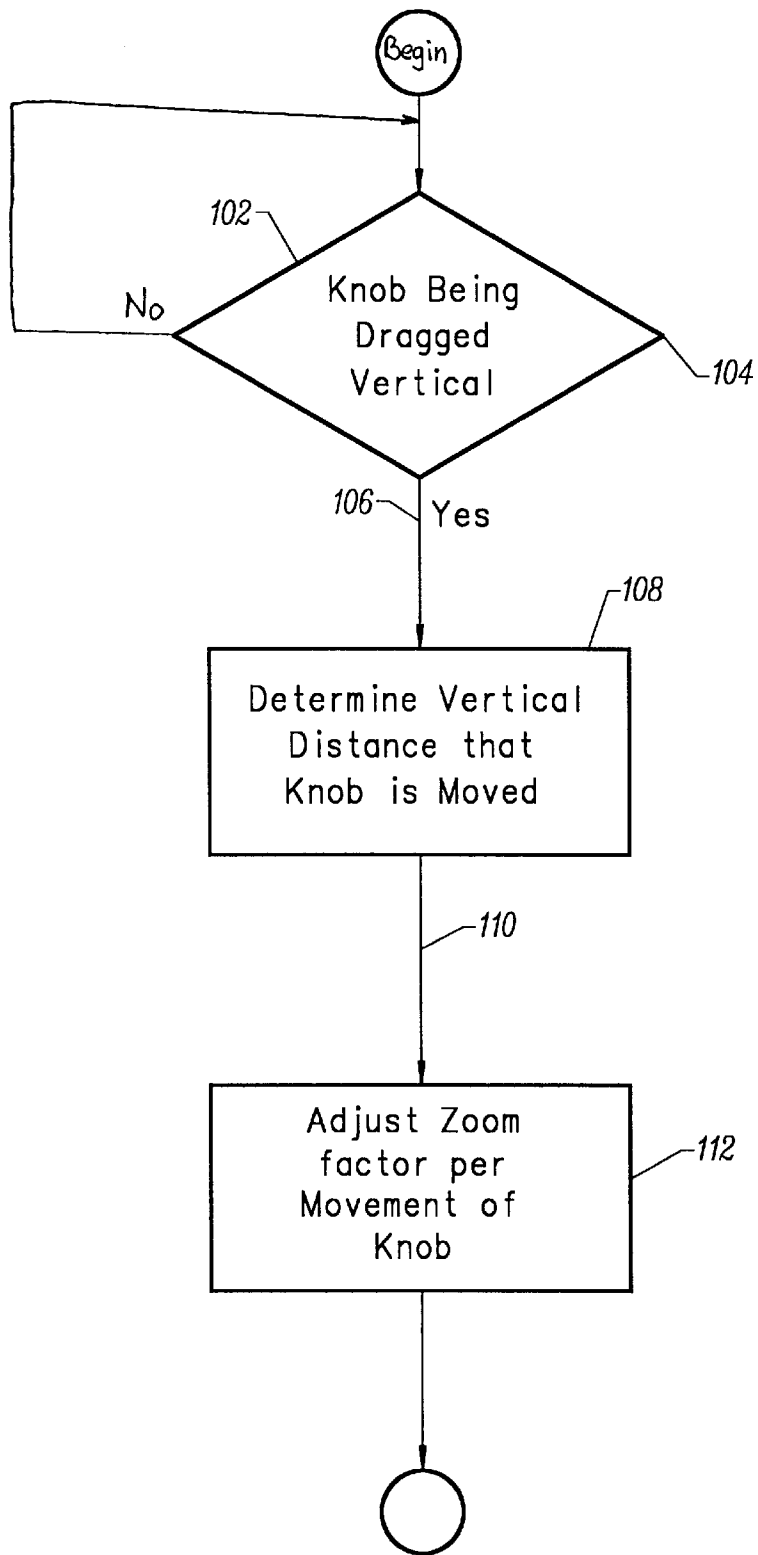 Begin
102
No
Knob Being
Dragged
Vertical
104
106
Yes
108
Determine Vertical
Distance that
Knob is Moved
110
Adjust Zoom
factor per
Movement of
Knob
112